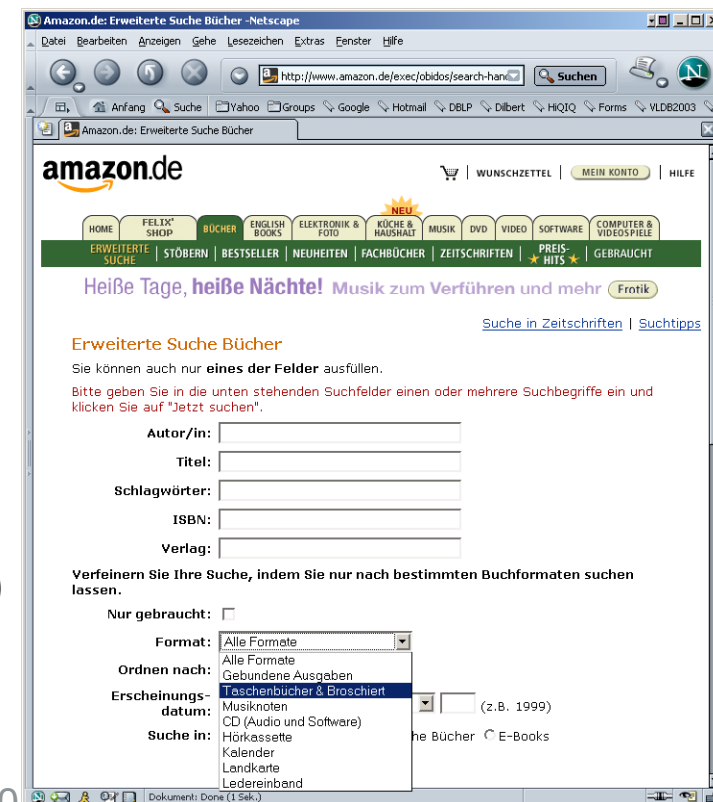 Amazon.de: Erweiterte Suche Bücher -Netscape
Datei Bearbeiten Anzeigen Gehe Lesezeichen Extras Fenster Hilfe
http://www.amazon.de/exec/obidos/search-hand Suchen
Anfang Suche Yahoo Groups Google Hotmail DBLP Dilbert HiQIQ Forms VLDB2003
Amazon.de: Erweiterte Suche Bücher
amazon.de
WUNSCHZETTEL | MEIN KONTO | HILFE
NEU
HOME FELIX' SHOP BÜCHER ENGLISH BOOKS ELEKTRONIK & FOTO KÜCHE & HAUSHALT MUSIK DVD VIDEO SOFTWARE COMPUTER & VIDEOSPIELE
ERWEITERTE SUCHE | STÖBERN | BESTSELLER | NEUHEITEN | FACHBÜCHER | ZEITSCHRIFTEN | PREIS-HITS | GEBRAUCHT
Heiße Tage, heiße Nächte! Musik zum Verführen und mehr Erotik
Suche in Zeitschriften | Suchtipps
Erweiterte Suche Bücher
Sie können auch nur eines der Felder ausfüllen.
Bitte geben Sie in die unten stehenden Suchfelder einen oder mehrere Suchbegriffe ein und
klicken Sie auf "Jetzt suchen".
Autor/in:
Titel:
Schlagwörter:
ISBN:
Verlag:
Verfeinern Sie Ihre Suche, indem Sie nur nach bestimmten Buchformaten suchen
lassen.
Nur gebraucht:
Format: Alle Formate
Alle Formate
Ordnen nach: Gebundene Ausgaben
Taschenbücher & Broschiert
Erscheinungs-
datum: Musiknoten (z.B. 1999)
CD (Audio und Software)
Suche in: Hörkassette he Bücher E-Books
Kalender
Landkarte
Ledereinband
Dokument: Done (1 Sek.)